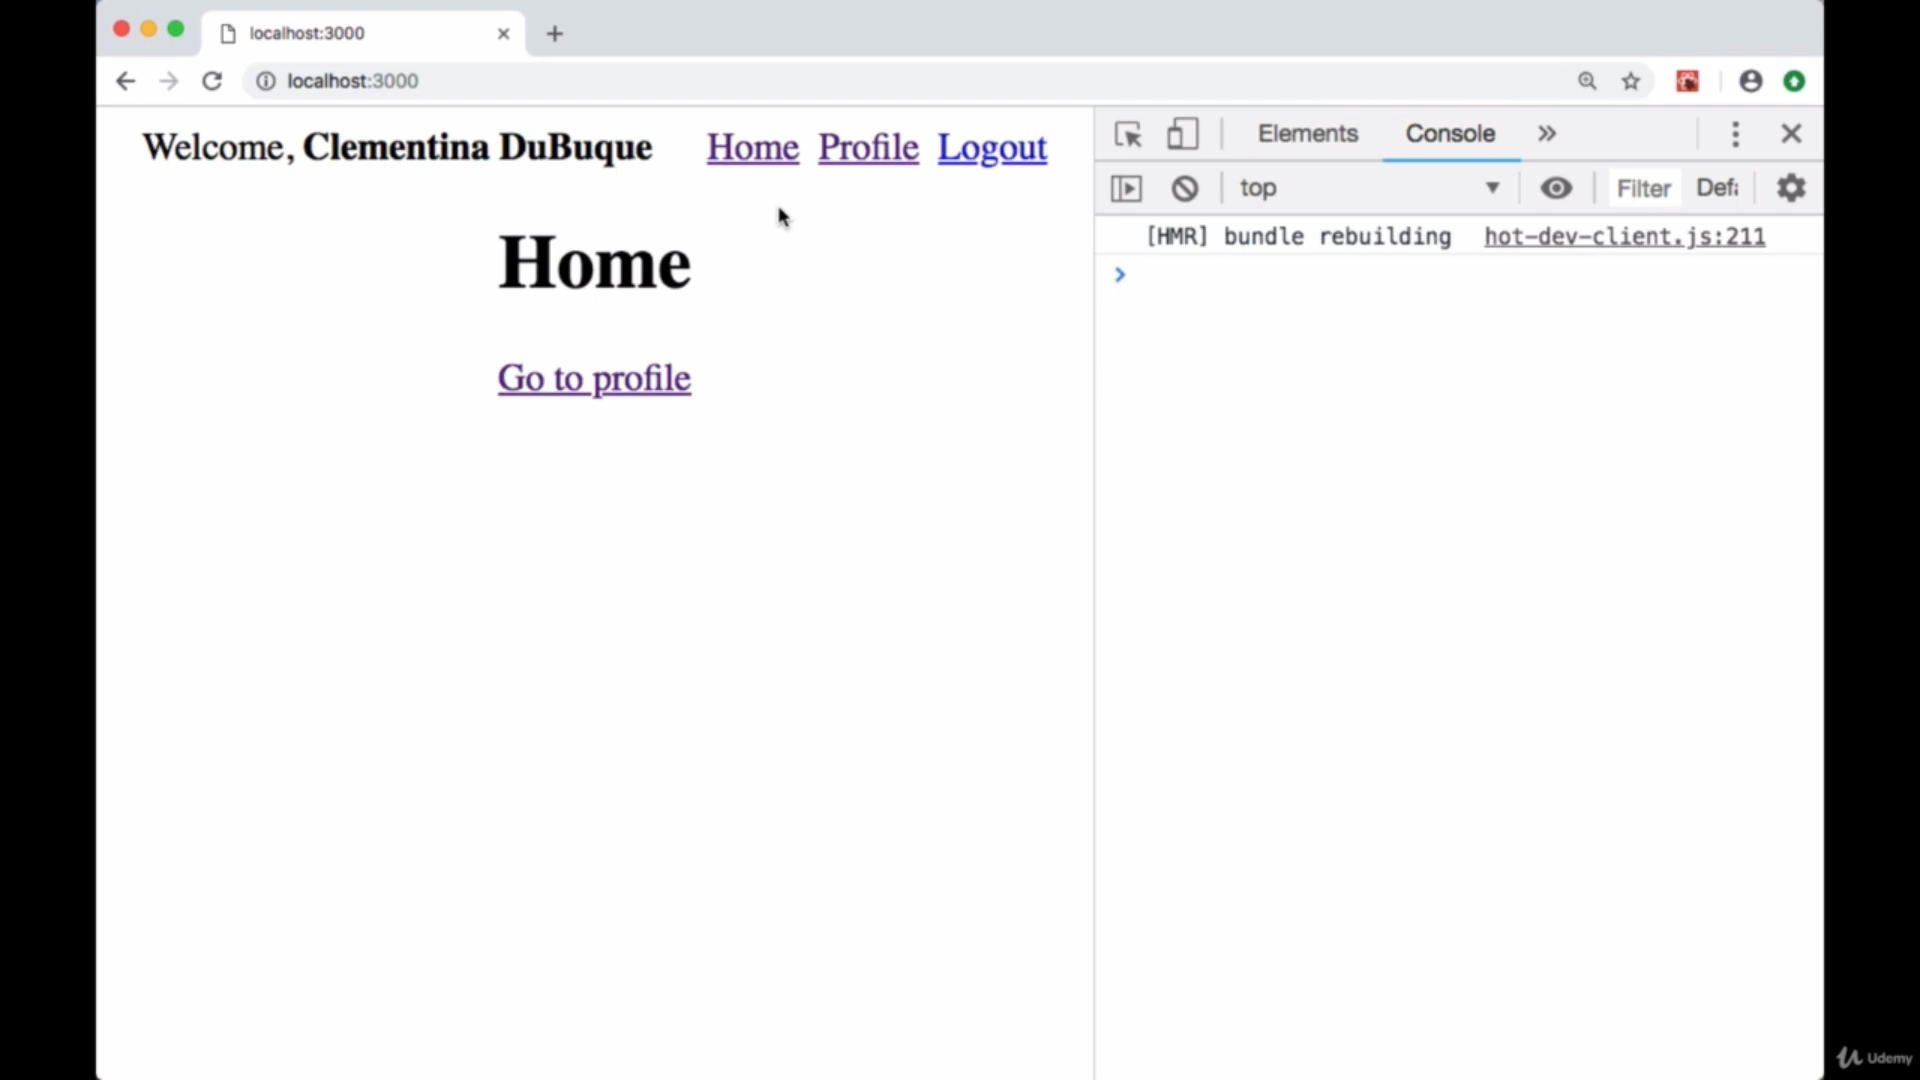 localhost:3000
localhost:3000
Welcome, Clementina DuBuque Home Profile Logout
Home
Go to profile
Elements Console
top Filter Defa
[HMR] bundle rebuilding hot-dev-client.js:211
Udemy